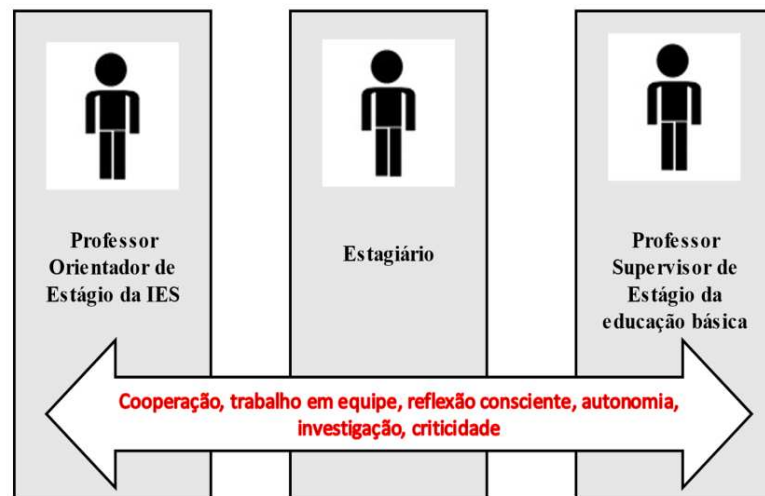 Professor
Orientador de
Estágio da IES
Estagiário
Professor
Supervisor de
Estágio da
educação básica
Cooperação, trabalho em equipe, reflexão consciente, autonomia,
investigação, criticidade